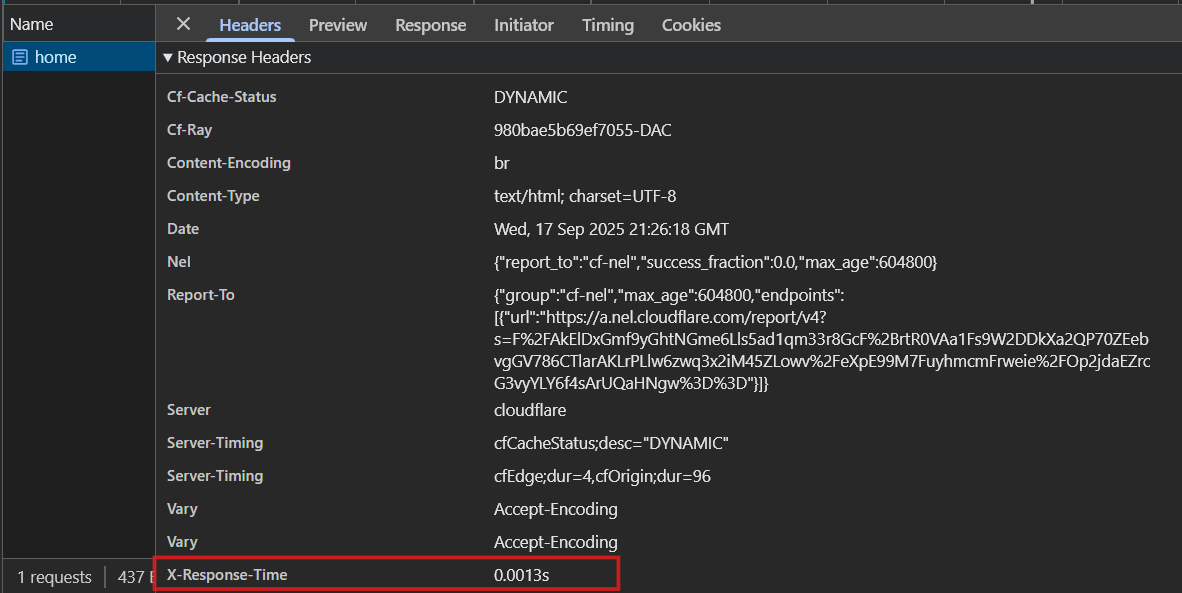 Name
Headers Preview Response Initiator Timing Cookies
home
Response Headers
Cf-Cache-Status DYNAMIC
Cf-Ray 980bae5b69ef7055-DAC
Content-Encoding br
Content-Type text/html; charset=UTF-8
Date Wed, 17 Sep 2025 21:26:18 GMT
Nel {"report_to":"cf-nel","success_fraction":0.0,"max_age":604800}
Report-To {"group":"cf-nel","max_age":604800,"endpoints":
[{"url":"https://a.nel.cloudflare.com/report/v4?
s=F%2FAkElDxGmf9yGhtNGme6Lls5ad1qm33r8GcF%2BrtR0VAa1Fs9W2DDkXa2QP70ZEeb
vgGV786CTlarAKLrPLlw6zwq3x2iM45ZLowv%2FeXpE99M7FuyhmcmFrweie%2FOp2jdaEZrc
G3vyYLY6f4sArUQaHNgw%3D%3D"}]}
Server cloudflare
Server-Timing cfCacheStatus;desc="DYNAMIC"
Server-Timing cfEdge;dur=4,cfOrigin;dur=96
Vary Accept-Encoding
Vary Accept-Encoding
X-Response-Time 0.0013s
1 requests 437